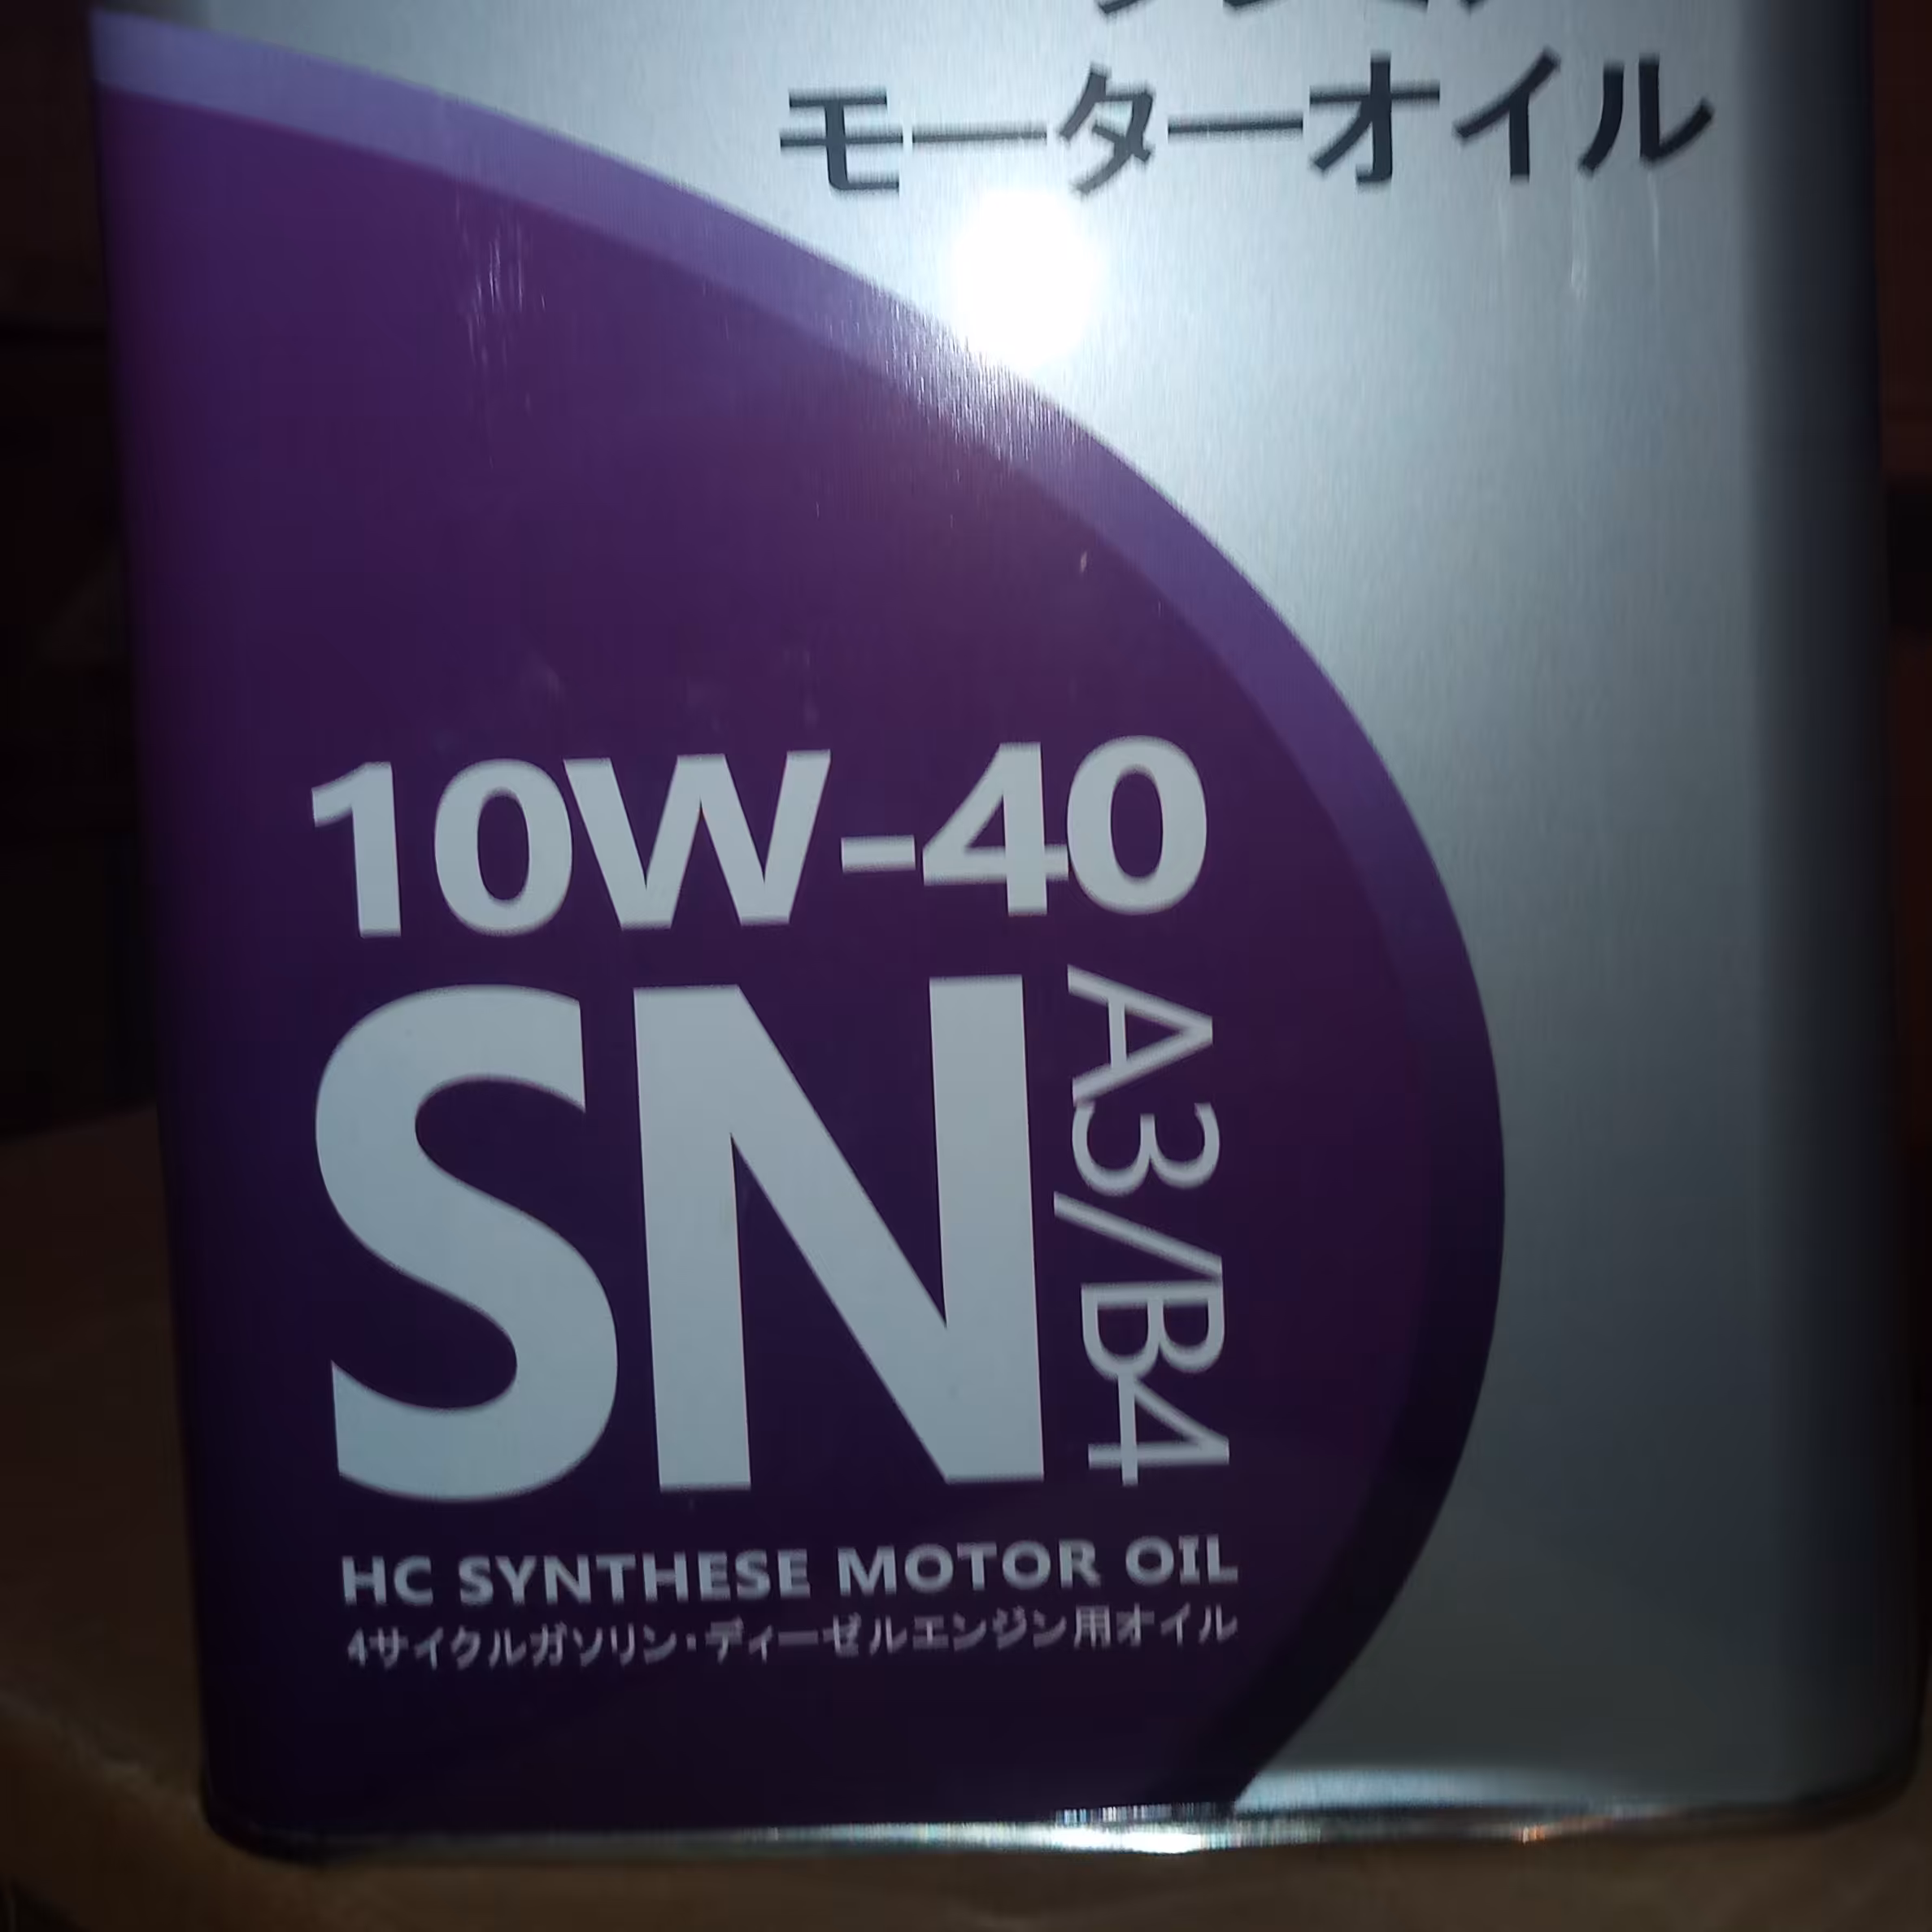 モーターオイル
10W-40
SN
A3/B4
HC SYNTHESE MOTOR OIL
4サイクルガソリン・ディーゼルエンジン用オイル